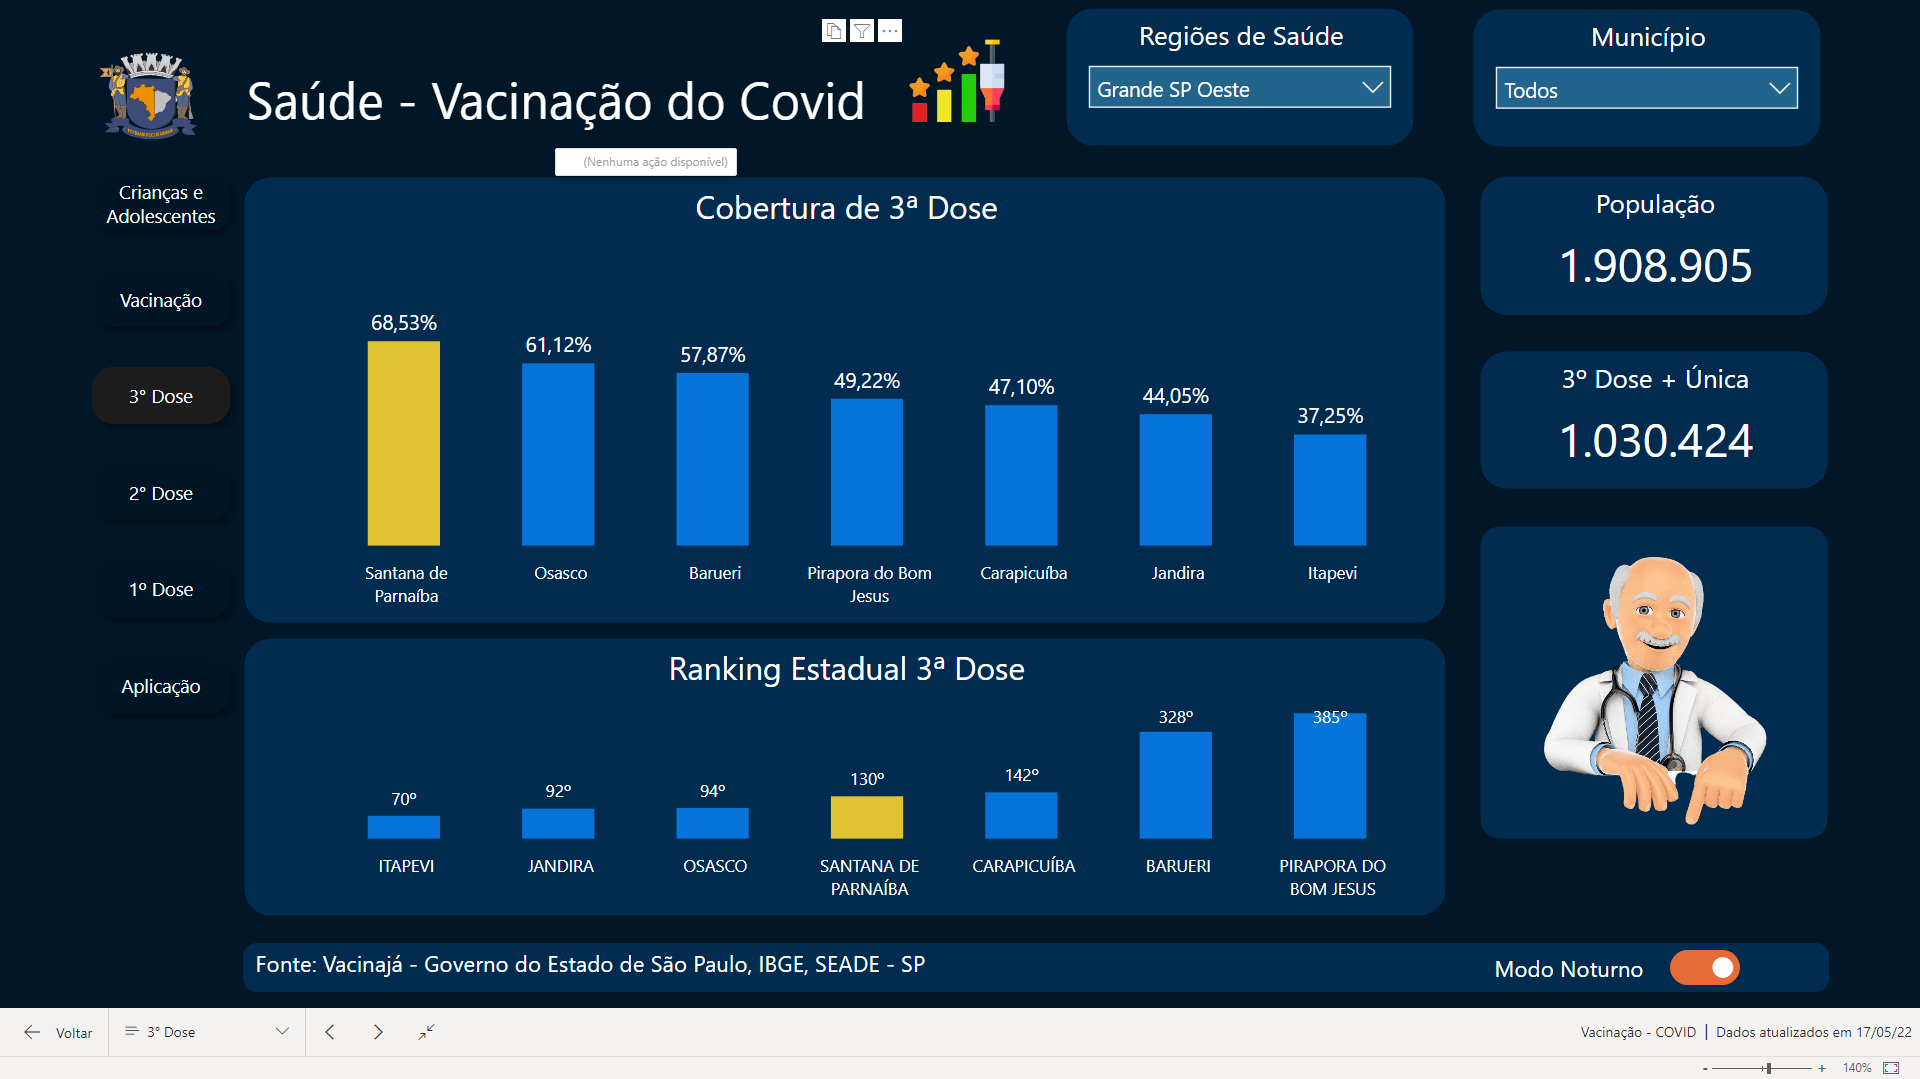 Saúde - Vacinação do Covid
(Nenhuma ação disponível)
Regiões de Saúde
Grande SP Oeste
Município
Todos
Crianças e
Adolescentes
Vacinação
3° Dose
2° Dose
1º Dose
Aplicação
Cobertura de 3ª Dose
68,53%
61,12%
57,87%
49,22%
47,10%
44,05%
37,25%
Santana de
Parnaíba
Osasco
Barueri
Pirapora do Bom
Jesus
Carapicuíba
Jandira
Itapevi
População
1.908.905
3º Dose + Única
1.030.424
Ranking Estadual 3ª Dose
70º
92º
94º
130º
142º
328º
385º
ITAPEVI
JANDIRA
OSASCO
SANTANA DE
PARNAÍBA
CARAPICUÍBA
BARUERI
PIRAPORA DO
BOM JESUS
Fonte: Vacinajá - Governo do Estado de São Paulo, IBGE, SEADE - SP
Modo Noturno
Voltar
3° Dose
Vacinação - COVID | Dados atualizados em 17/05/22
- + 140%